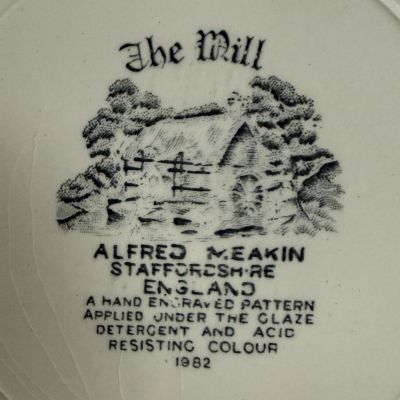 The Mill
ALFRED MEAKIN
STAFFORDSHIRE
ENGLAND
A HAND ENGRAVED PATTERN
APPLIED UNDER THE GLAZE
DETERGENT AND ACID
RESISTING COLOUR
1982